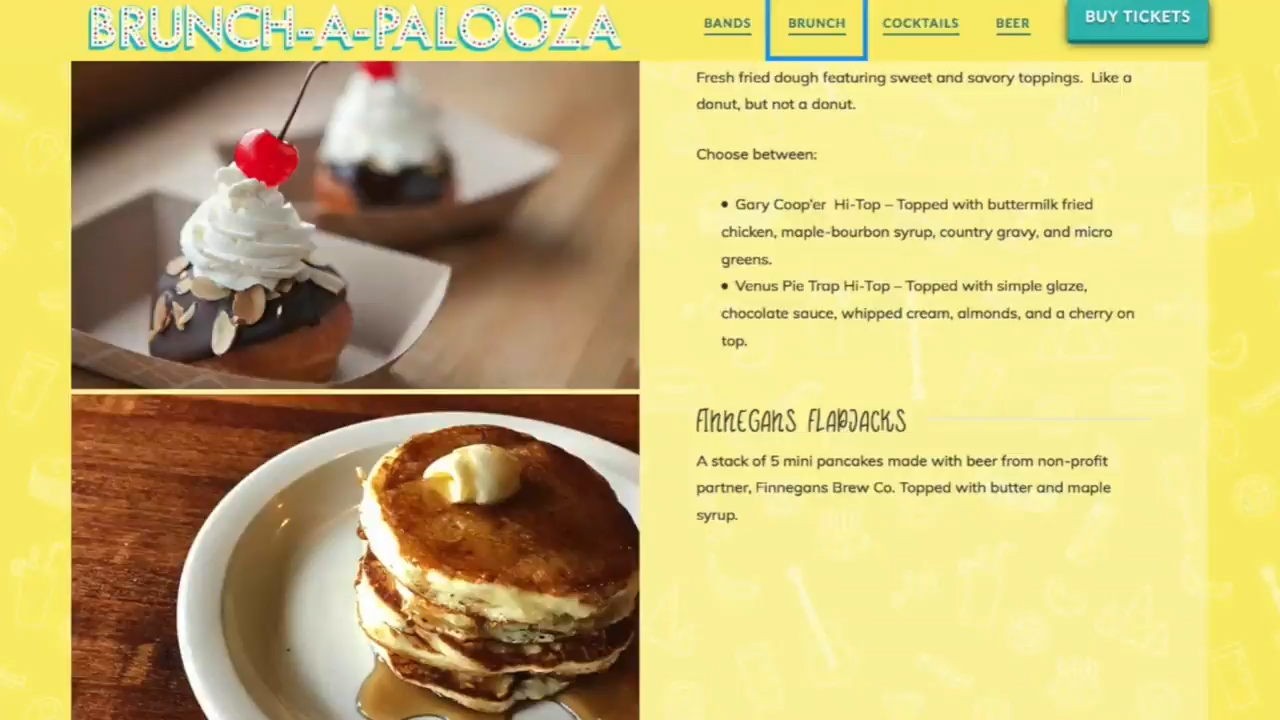 BRUNCH-A-PALOOZA
BANDS
BRUNCH
COCKTAILS
BEER
BUY TICKETS
Fresh fried dough featuring sweet and savory toppings. Like a
donut, but not a donut.
Choose between:
• Gary Coop'er Hi-Top – Topped with buttermilk fried
chicken, maple-bourbon syrup, country gravy, and micro
greens.
• Venus Pie Trap Hi-Top – Topped with simple glaze,
chocolate sauce, whipped cream, almonds, and a cherry on
top.
FINNEGANS FLAPJACKS
A stack of 5 mini pancakes made with beer from non-profit
partner, Finnegans Brew Co. Topped with butter and maple
syrup.